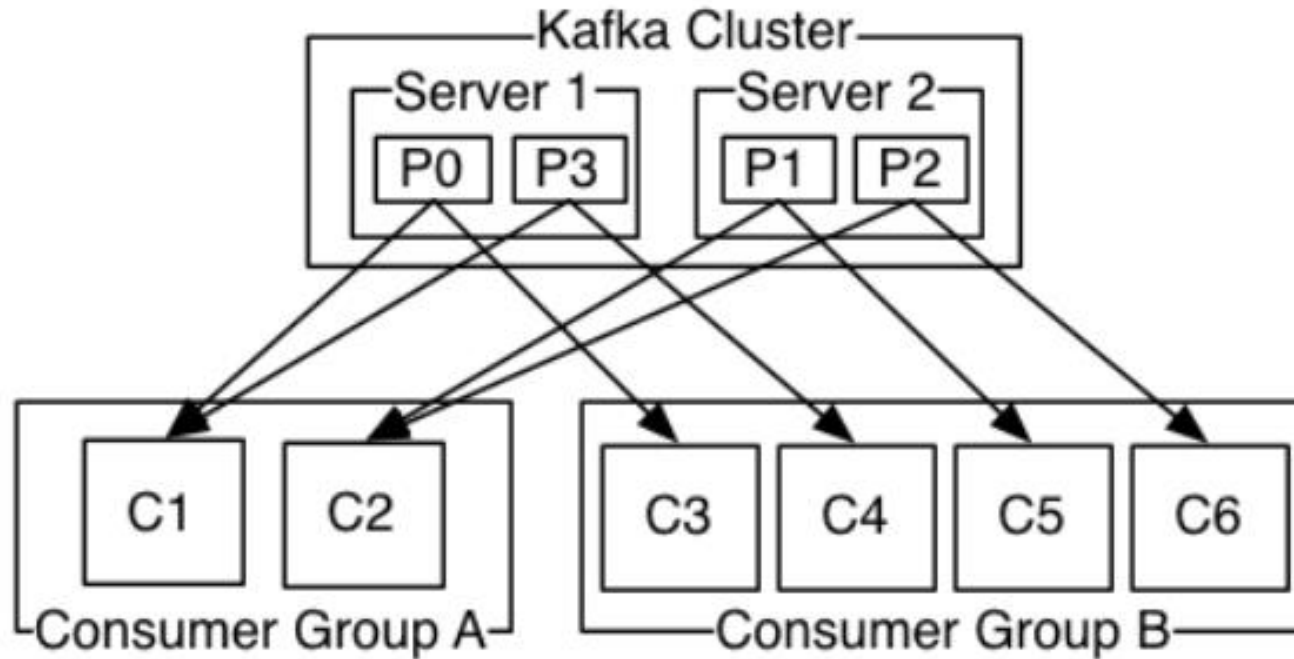 Kafka Cluster
Server 1
Server 2
P0
P3
P1
P2
C1
C2
C3
C4
C5
C6
Consumer Group A
Consumer Group B